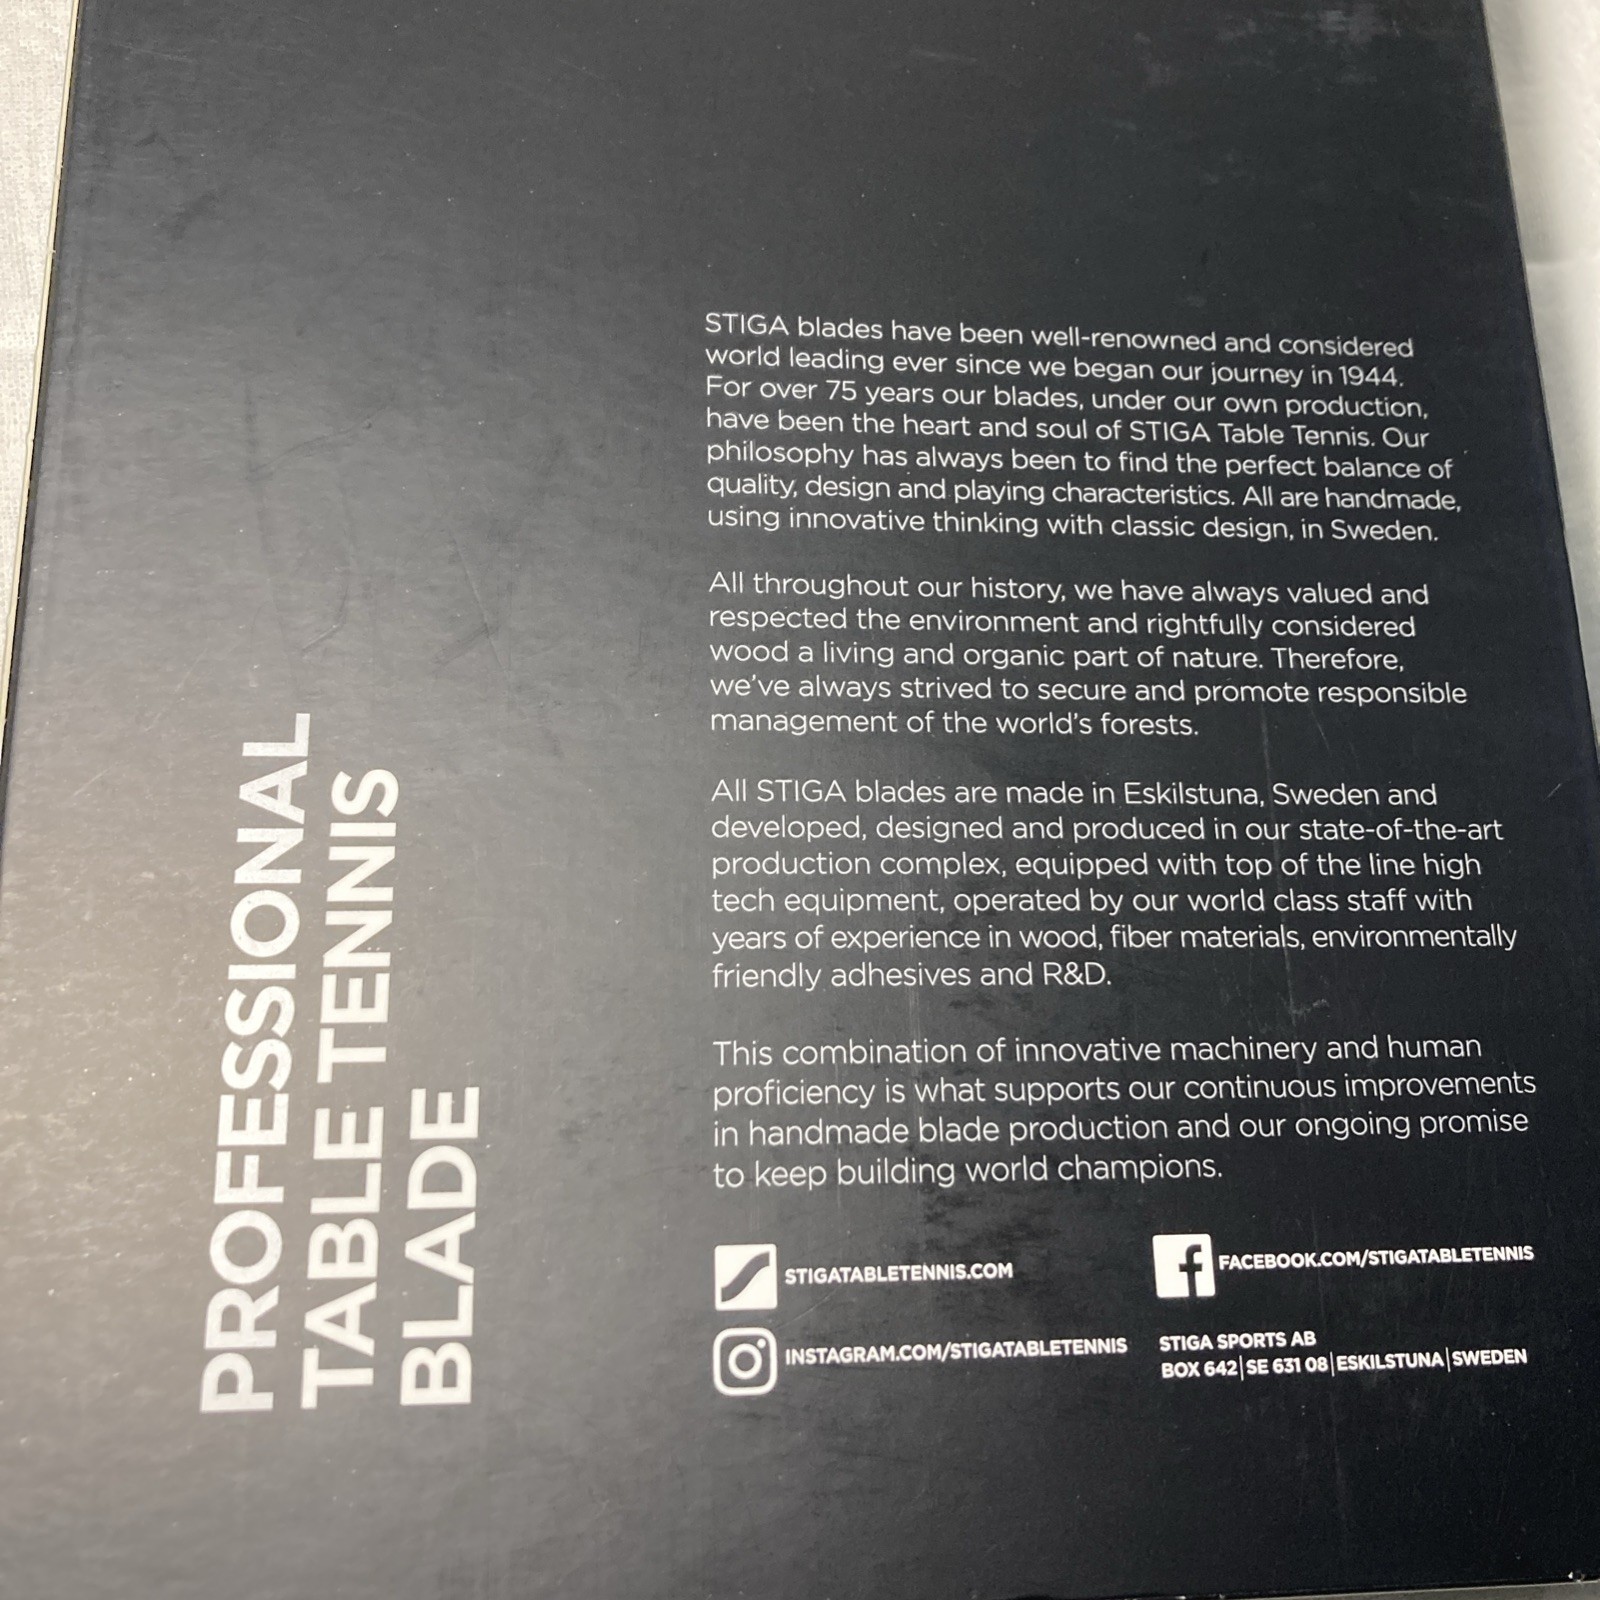 PROFESSIONAL
TABLE TENNIS
BLADE
STIGA blades have been well-renowned and considered
world leading ever since we began our journey in 1944.
For over 75 years our blades, under our own production,
have been the heart and soul of STIGA Table Tennis. Our
philosophy has always been to find the perfect balance of
quality, design and playing characteristics. All are handmade,
using innovative thinking with classic design, in Sweden.
All throughout our history, we have always valued and
respected the environment and rightfully considered
wood a living and organic part of nature. Therefore,
we've always strived to secure and promote responsible
management of the world's forests.
All STIGA blades are made in Eskilstuna, Sweden and
developed, designed and produced in our state-of-the-art
production complex, equipped with top of the line high
tech equipment, operated by our world class staff with
years of experience in wood, fiber materials, environmentally
friendly adhesives and R&D.
This combination of innovative machinery and human
proficiency is what supports our continuous improvements
in handmade blade production and our ongoing promise
to keep building world champions.
STIGATABLETENNIS.COM
FACEBOOK.COM/STIGATABLETENNIS
INSTAGRAM.COM/STIGATABLETENNIS
STIGA SPORTS AB
BOX 642|SE 631 08|ESKILSTUNA|SWEDEN